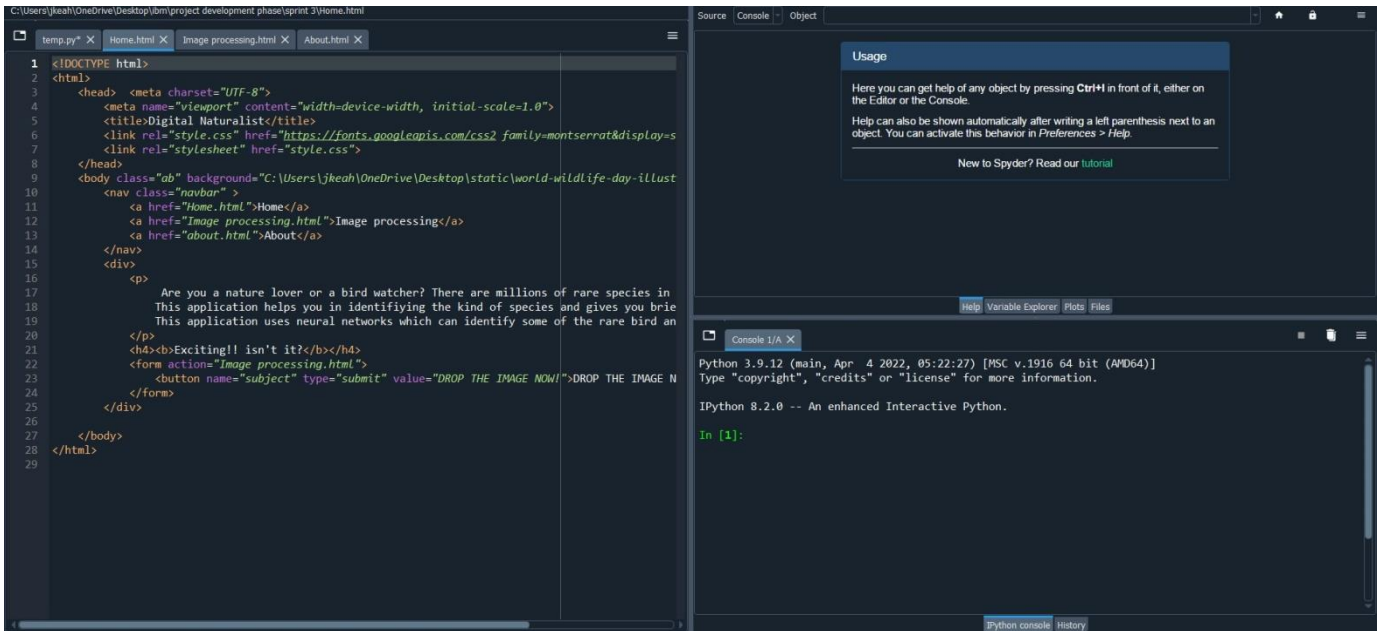 C:\Users\jkeah\OneDrive\Desktop\ibm\project development phase\sprint 3\Home.html
temp.py* X Home.html X Image processing.html X About.html X
1 <!DOCTYPE html>
2 <html>
3 <head> <meta charset="UTF-8">
4 <meta name="viewport" content="width=device-width, initial-scale=1.0">
5 <title>Digital Naturalist</title>
6 <link rel="style.css" href="https://fonts.googleapis.com/css2 family=montserrat&display=s
7 <link rel="stylesheet" href="style.css">
8 </head>
9 <body class="ab" background="C:\Users\jkeah\OneDrive\Desktop\static\world-wildlife-day-illust
10 <nav class="navbar" >
11 <a href="Home.html">Home</a>
12 <a href="Image processing.html">Image processing</a>
13 <a href="about.html">About</a>
14 </nav>
15 <div>
16 <p>
17 Are you a nature lover or a bird watcher? There are millions of rare species in
18 This application helps you in identifiying the kind of species and gives you brie
19 This application uses neural networks which can identify some of the rare bird an
20 </p>
21 <h4><b>Exciting!! isn't it?</b></h4>
22 <form action="Image processing.html">
23 <button name="subject" type="submit" value="DROP THE IMAGE NOW!">DROP THE IMAGE N
24 </form>
25 </div>
26
27 </body>
28 </html>
29
Source Console Object
Usage
Here you can get help of any object by pressing Ctrl+I in front of it, either on
the Editor or the Console.
Help can also be shown automatically after writing a left parenthesis next to an
object. You can activate this behavior in Preferences > Help.
New to Spyder? Read our tutorial
Help Variable Explorer Plots Files
Console 1/A X
Python 3.9.12 (main, Apr 4 2022, 05:22:27) [MSC v.1916 64 bit (AMD64)]
Type "copyright", "credits" or "license" for more information.
IPython 8.2.0 -- An enhanced Interactive Python.
In [1]:
IPython console History